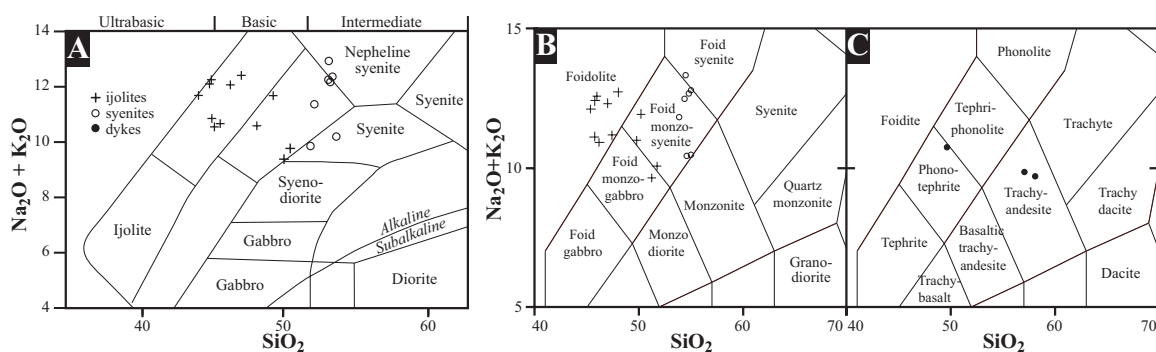 Ultrabasic
Basic
Intermediate
A
14
12
10
8
6
4
Na₂O + K₂O
+ ijolites
○ syenites
● dykes
Nepheline
syenite
Syenite
Syenite
Syeno-
diorite
Ijolite
Gabbro
Gabbro
Alkaline
Subalkaline
Diorite
40
50
60
SiO₂
B
15
10
5
Na₂O+K₂O
Foidolite
Foid
syenite
Foid
monzo-
syenite
Syenite
Foid
monzo-
gabbro
Quartz
monzonite
Monzonite
Foid
gabbro
Monzo
diorite
Grano-
diorite
40
50
60
70
SiO₂
C
Phonolite
Foidite
Tephri-
phonolite
Trachyte
Phono-
tephrite
Trachy-
andesite
Trachy
dacite
Tephrite
Basaltic
trachy-
andesite
Trachy-
basalt
Dacite
40
50
60
70
SiO₂